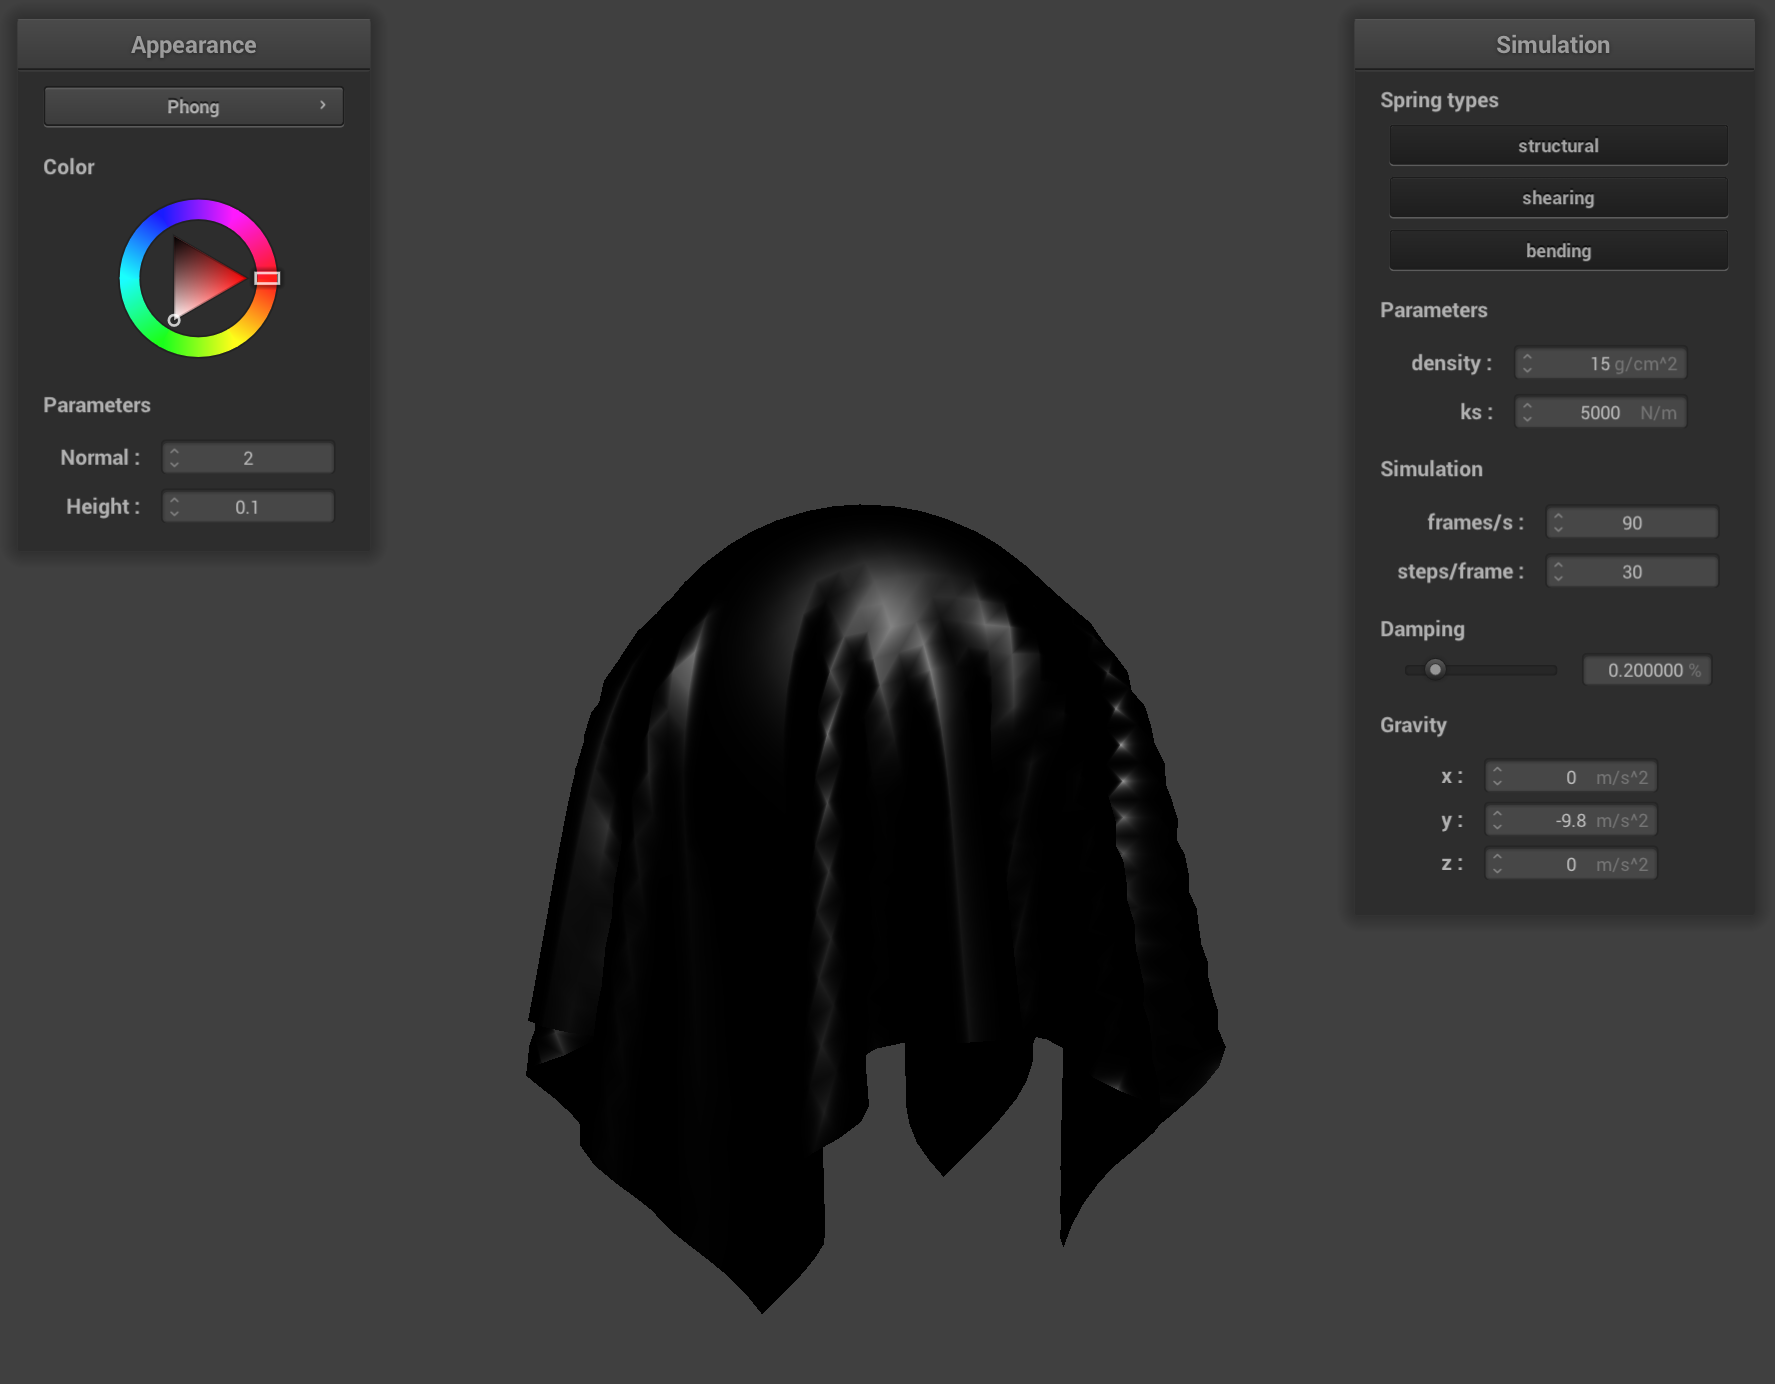 Appearance
Phong
Color
Parameters
Normal : 2
Height : 0.1
Simulation
Spring types
structural
shearing
bending
Parameters
density : 15 g/cm^2
ks : 5000 N/m
Simulation
frames/s : 90
steps/frame : 30
Damping
0.200000 %
Gravity
x : 0 m/s^2
y : -9.8 m/s^2
z : 0 m/s^2